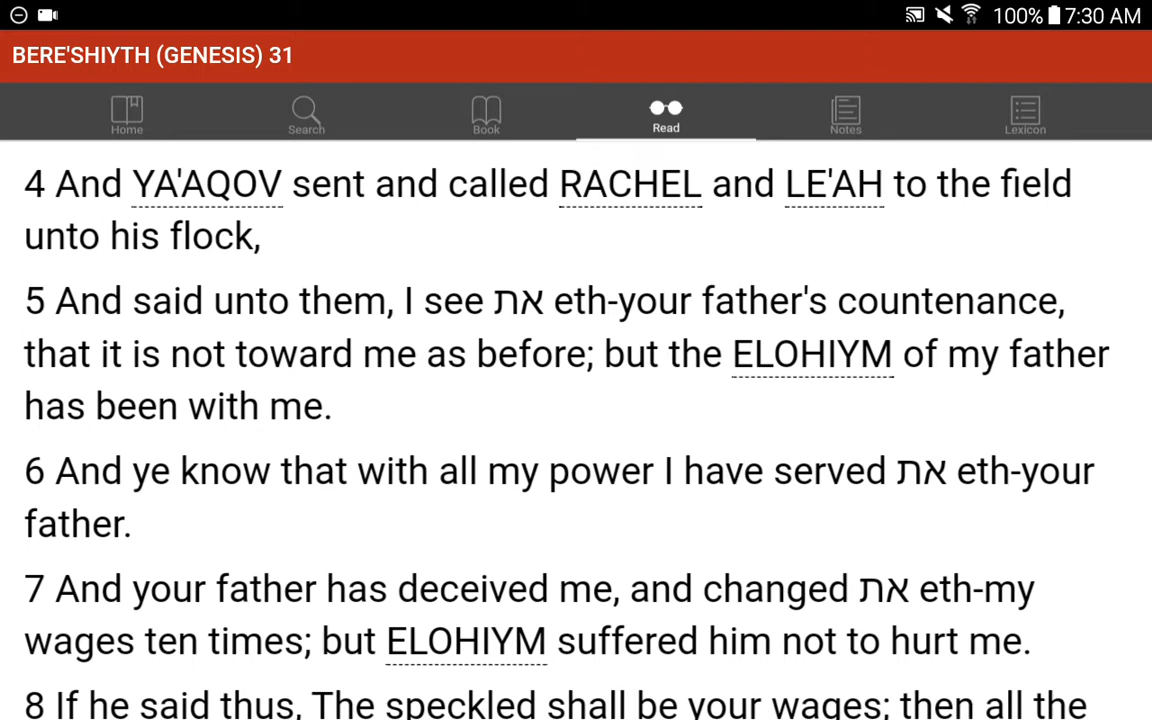 100% 7:30 AM
BERE'SHIYTH (GENESIS) 31
Home Search Book Read Notes Lexicon
4 And YA'AQOV sent and called RACHEL and LE'AH to the field
unto his flock,
5 And said unto them, I see את eth-your father's countenance,
that it is not toward me as before; but the ELOHIYM of my father
has been with me.
6 And ye know that with all my power I have served את eth-your
father.
7 And your father has deceived me, and changed את eth-my
wages ten times; but ELOHIYM suffered him not to hurt me.
8 If he said thus, The speckled shall be your wages; then all the